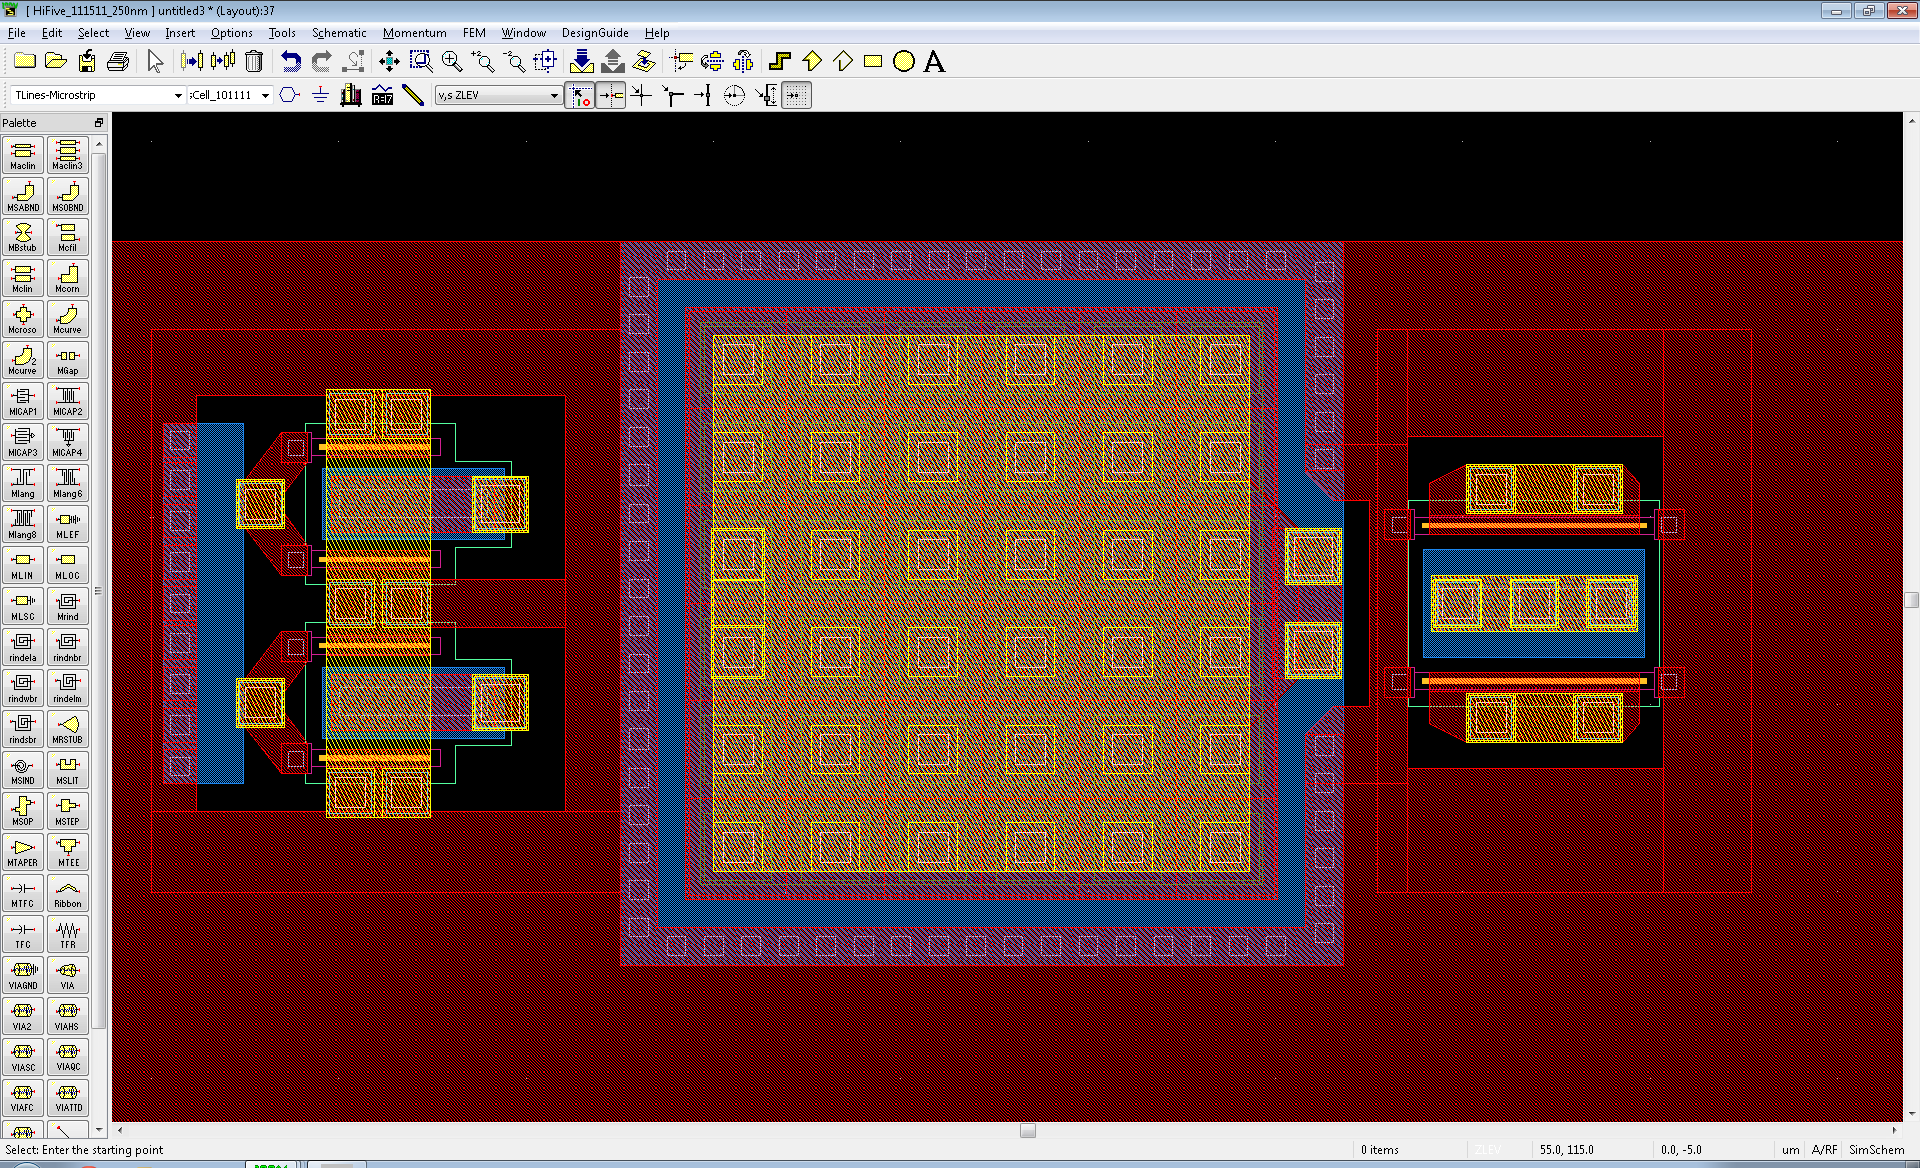 [ HiFive_111511_250nm ] untitled3 * (Layout):37
File Edit Select View Insert Options Tools Schematic Momentum FEM Window DesignGuide Help
TLines-Microstrip :Cell_101111 v,s ZLEV
Palette
Maclin Maclin3
MSABND MSOBND
MBstub Mcfil
Mclin Mcorn
Mcroso Mcurve
Mcurve MGap
MICAP1 MICAP2
MICAP3 MICAP4
Mlang Mlang6
Mlang8 MLEF
MLIN MLOC
MLSC Mrind
rindela rindnbr
rindwbr rindelm
rindsbr MRSTUB
MSIND MSLIT
MSOP MSTEP
MTAPER MTEE
MTFC Ribbon
TFC TFR
VIAGND VIA
VIA2 VIAHS
VIASC VIAQC
VIAFC VIATTD
Select: Enter the starting point 0 items ZLEV 55.0, 115.0 0.0, -5.0 um A/RF SimSchem